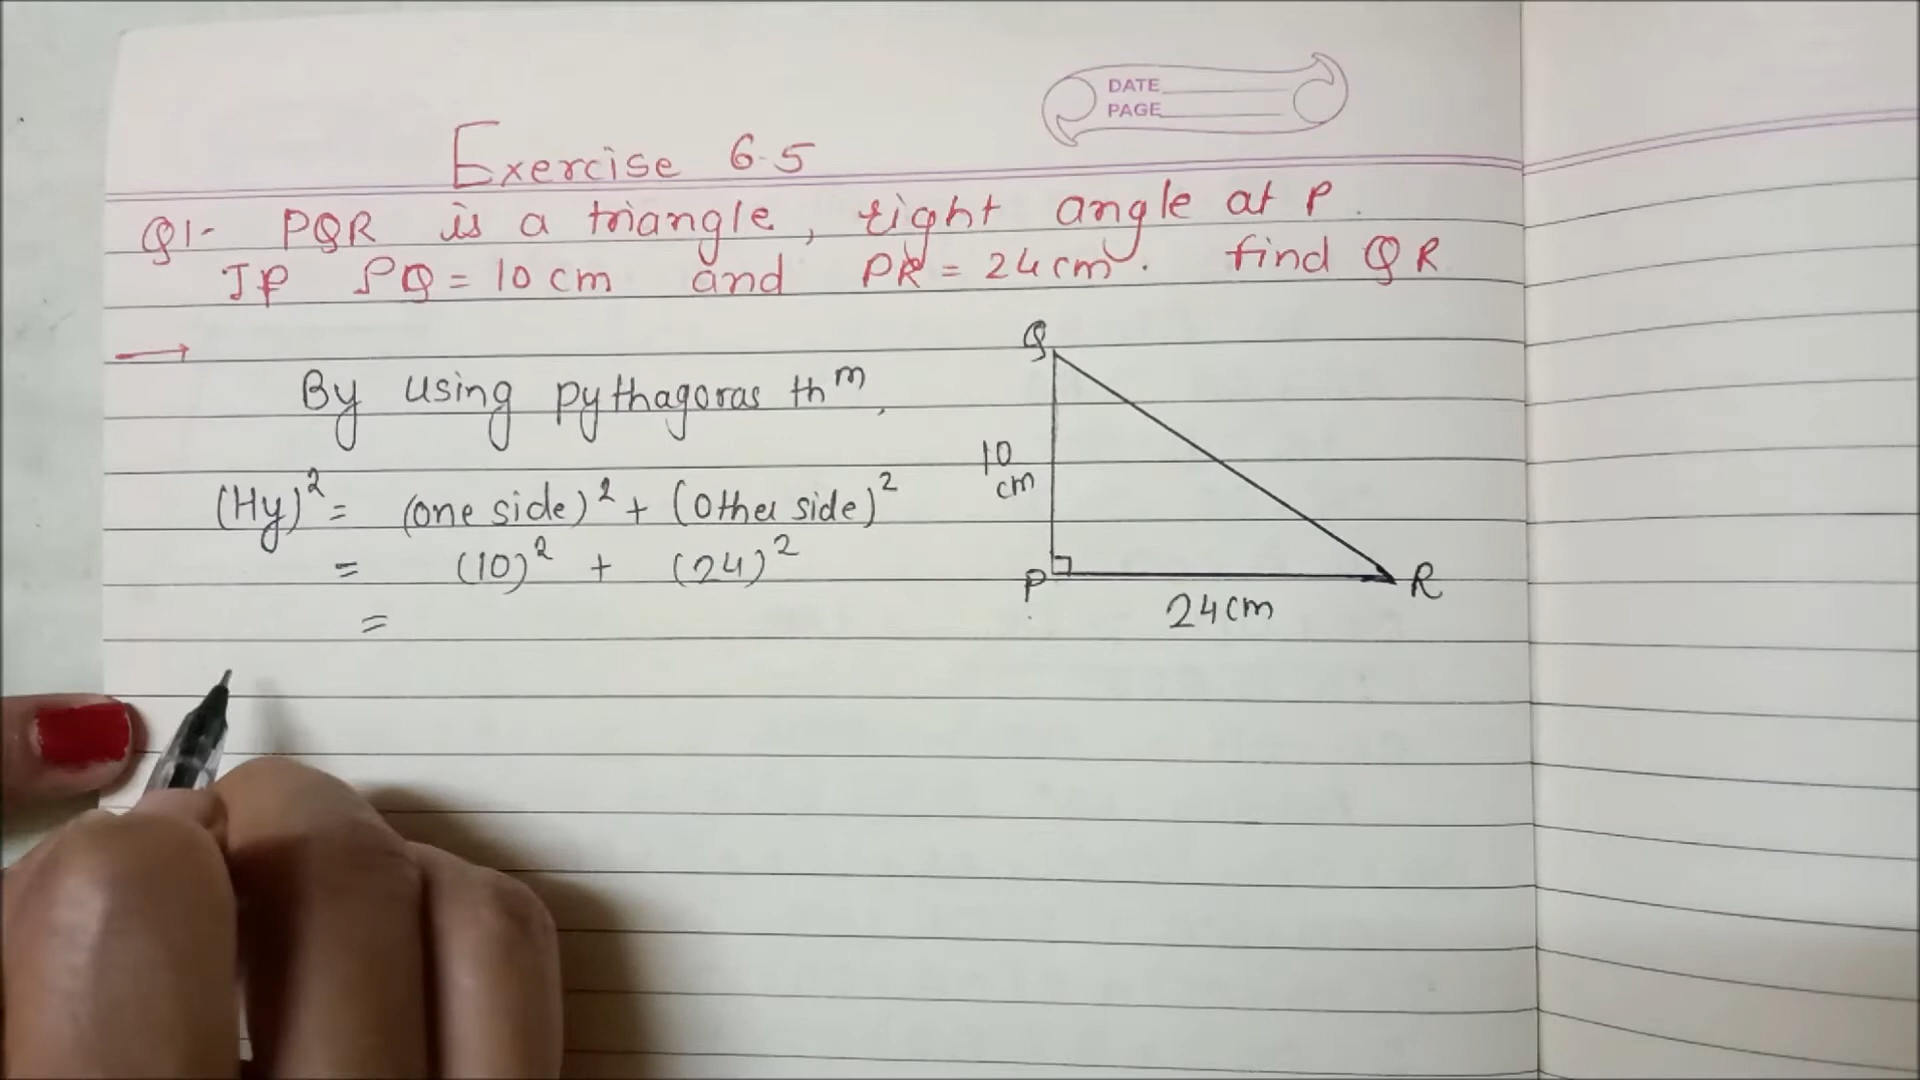 DATE
PAGE
Exercise 6.5
Q1- PQR is a triangle, right angle at P.
If PQ = 10 cm and PR = 24 cm. find QR
→
By using pythagoras thᵐ,
(Hy)² = (one side)² + (Other side)²
= (10)² + (24)²
=
Q
10
cm
P
R
24cm